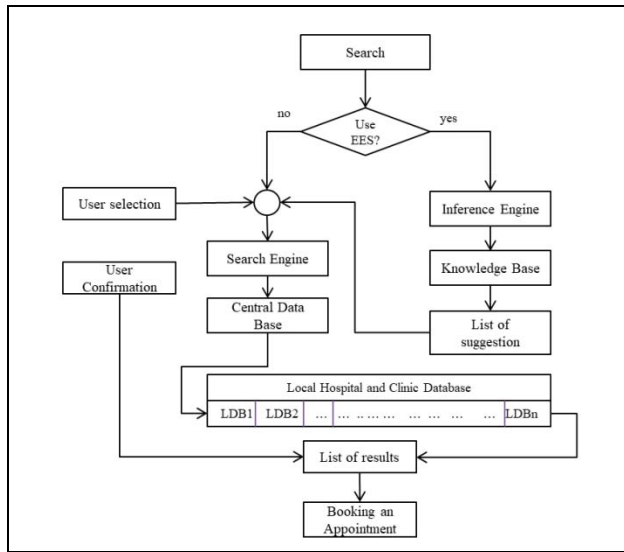 Search
no
yes
Use
EES?
User selection
Inference Engine
Search Engine
Knowledge Base
User
Confirmation
Central Data
Base
List of
suggestion
Local Hospital and Clinic Database
LDB1 LDB2 ... ... .. ... ... ... ... ... ... LDBn
List of results
Booking an
Appointment